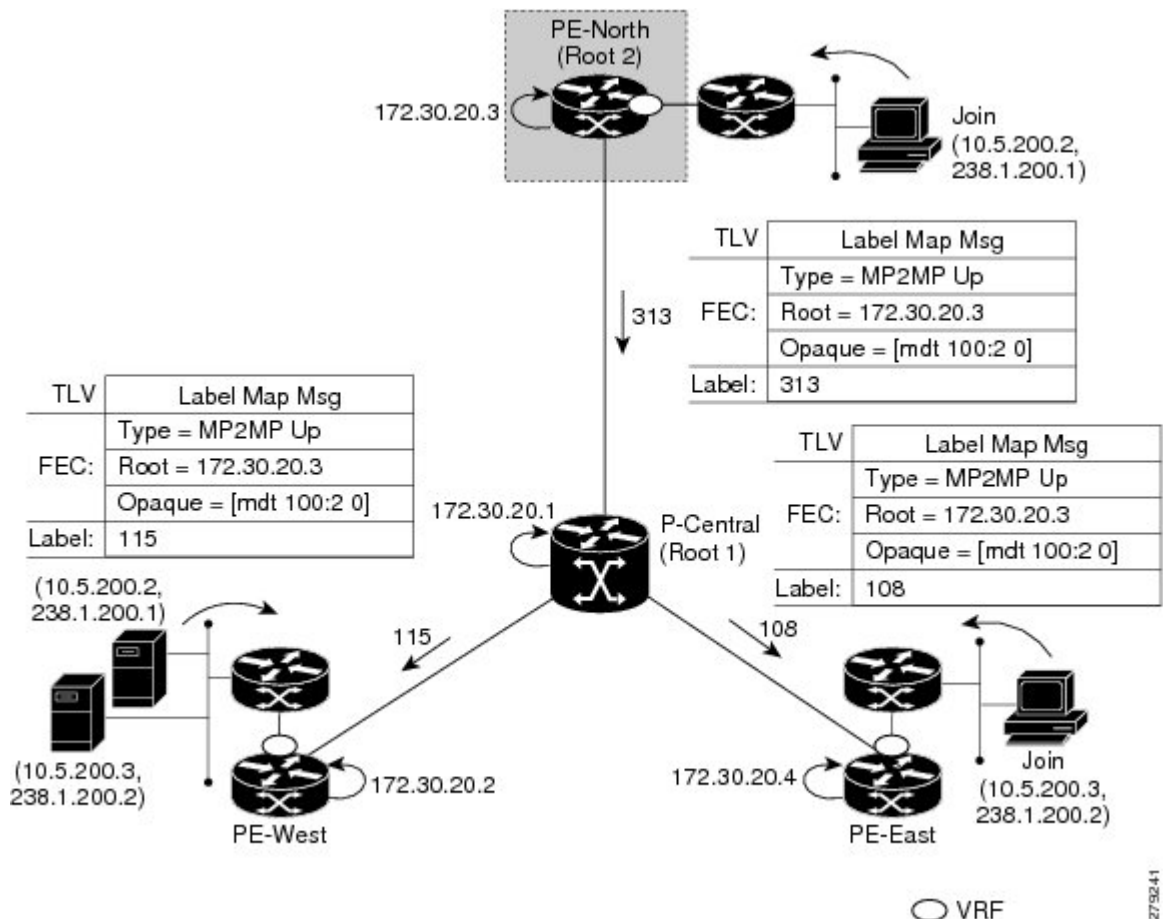 PE-North
(Root 2)
172.30.20.3
Join
(10.5.200.2,
238.1.200.1)
TLV
Label Map Msg
Type = MP2MP Up
FEC:
Root = 172.30.20.3
Opaque = [mdt 100:2 0]
Label:
313
313
TLV
Label Map Msg
Type = MP2MP Up
FEC:
Root = 172.30.20.3
Opaque = [mdt 100:2 0]
Label:
115
172.30.20.1
P-Central
(Root 1)
TLV
Label Map Msg
Type = MP2MP Up
FEC:
Root = 172.30.20.3
Opaque = [mdt 100:2 0]
Label:
108
(10.5.200.2,
238.1.200.1)
115
108
(10.5.200.3,
238.1.200.2)
172.30.20.2
PE-West
172.30.20.4
PE-East
Join
(10.5.200.3,
238.1.200.2)
VRF
279241